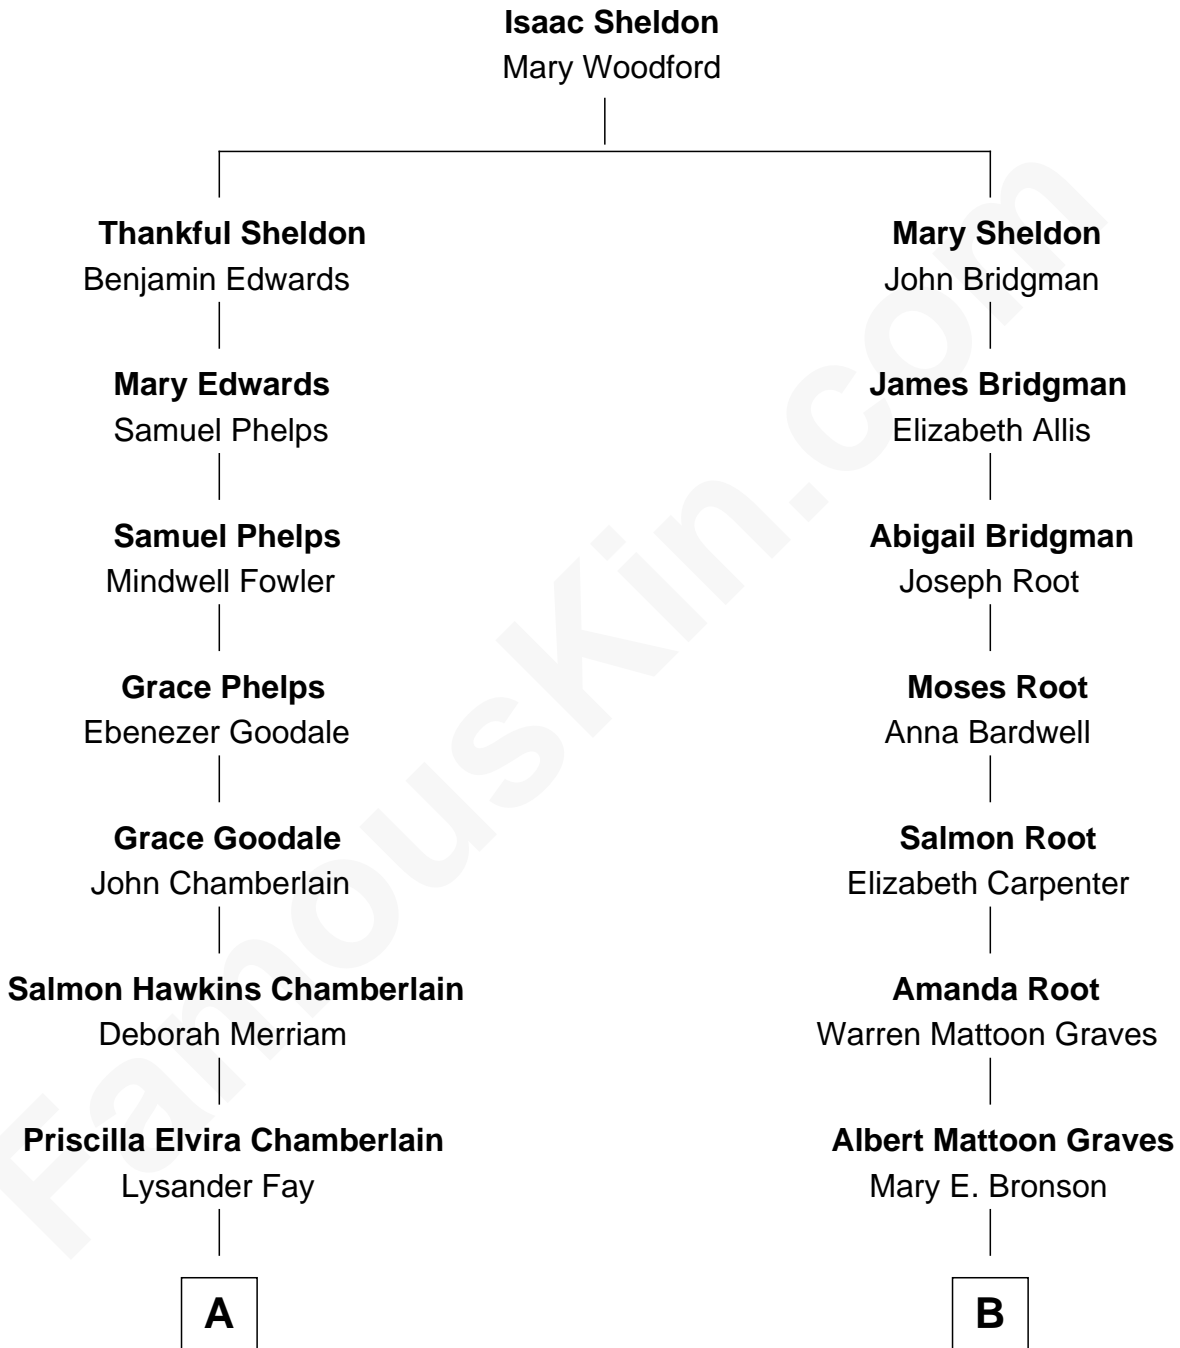 Isaac Sheldon
Mary Woodford
Thankful Sheldon
Benjamin Edwards
Mary Edwards
Samuel Phelps
Samuel Phelps
Mindwell Fowler
Grace Phelps
Ebenezer Goodale
Grace Goodale
John Chamberlain
Salmon Hawkins Chamberlain
Deborah Merriam
Priscilla Elvira Chamberlain
Lysander Fay
A
Mary Sheldon
John Bridgman
James Bridgman
Elizabeth Allis
Abigail Bridgman
Joseph Root
Moses Root
Anna Bardwell
Salmon Root
Elizabeth Carpenter
Amanda Root
Warren Mattoon Graves
Albert Mattoon Graves
Mary E. Bronson
B
FamousKin.com